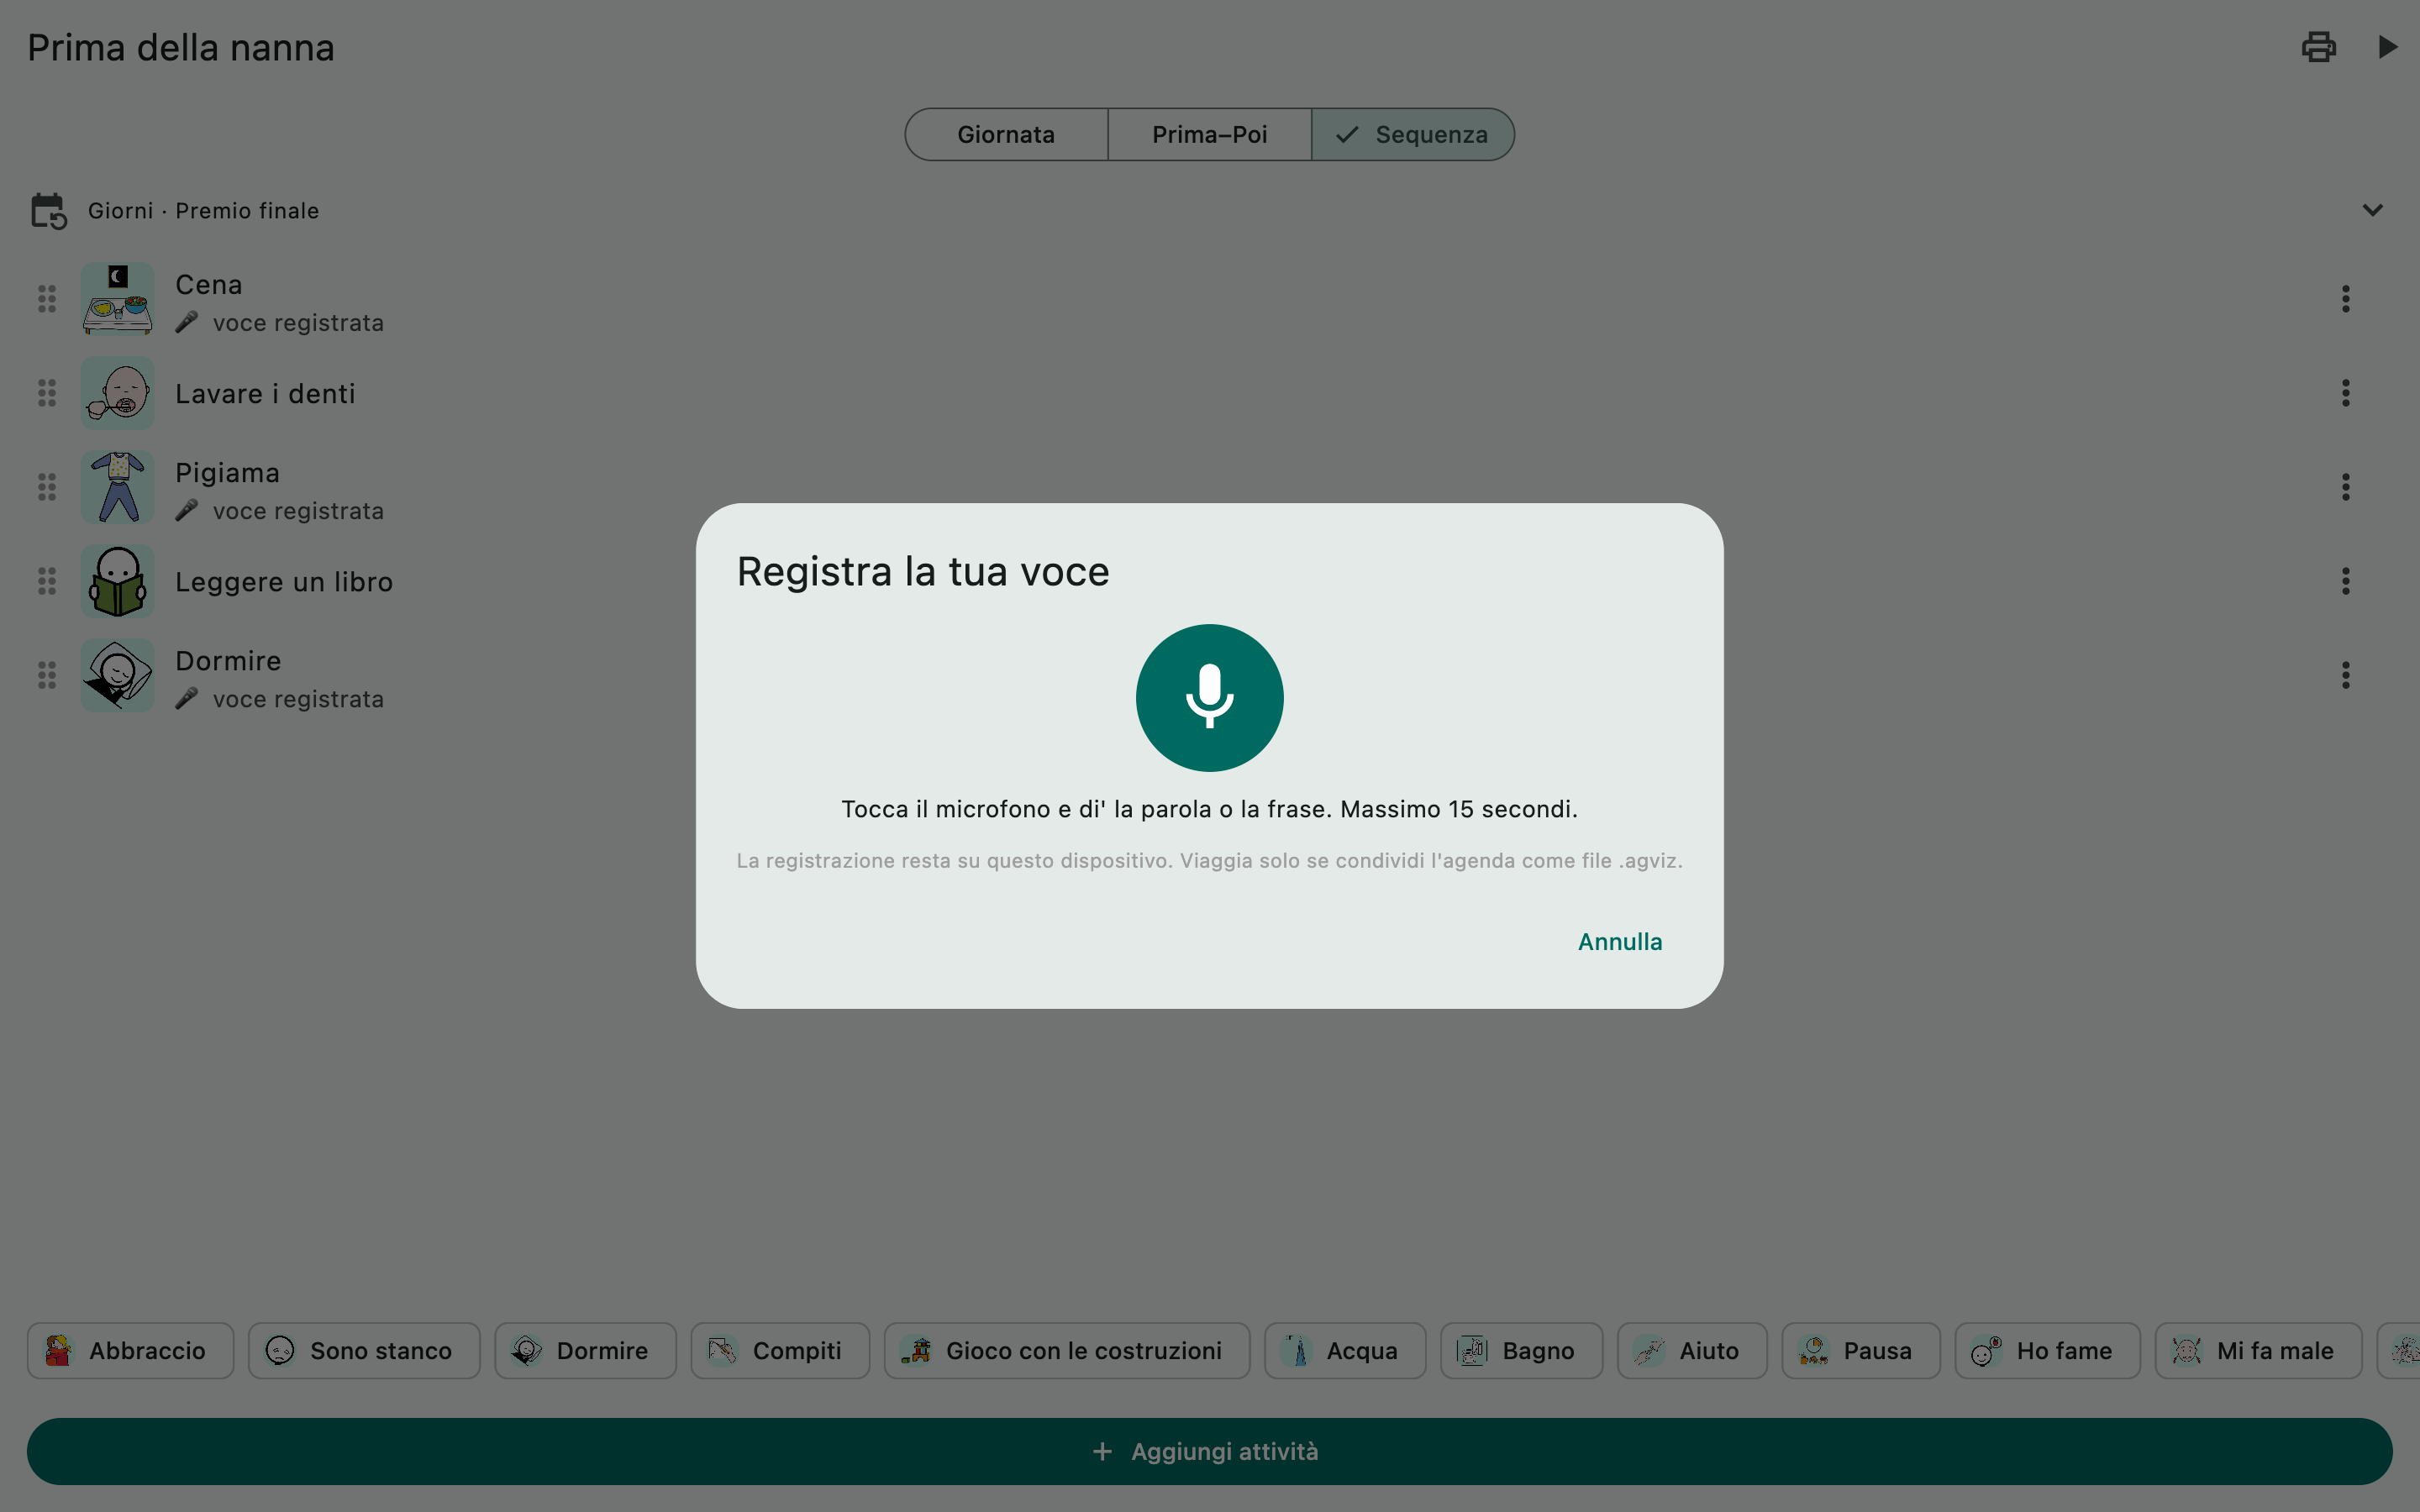 Prima della nanna
Giornata
Prima–Poi
Sequenza
Giorni · Premio finale
Cena
voce registrata
Lavare i denti
Pigiama
voce registrata
Leggere un libro
Dormire
voce registrata
Registra la tua voce
Tocca il microfono e di' la parola o la frase. Massimo 15 secondi.
La registrazione resta su questo dispositivo. Viaggia solo se condividi l'agenda come file .agviz.
Annulla
Abbraccio
Sono stanco
Dormire
Compiti
Gioco con le costruzioni
Acqua
Bagno
Aiuto
Pausa
Ho fame
Mi fa male
+ Aggiungi attività